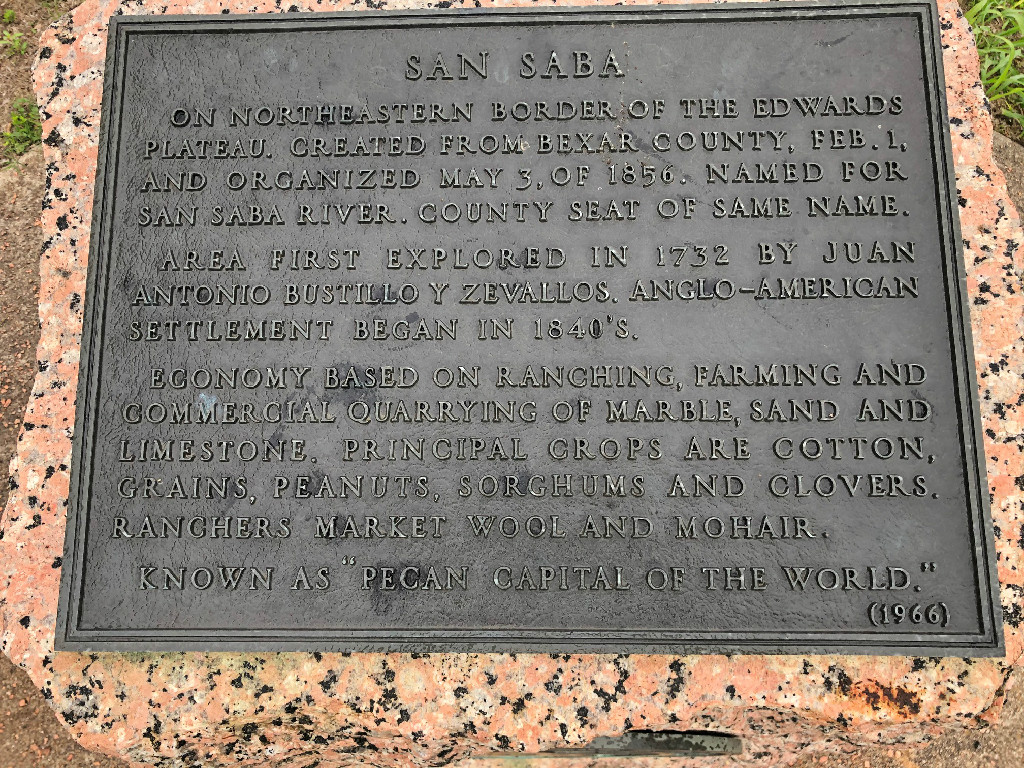 SAN SABA
ON NORTHEASTERN BORDER OF THE EDWARDS
PLATEAU. CREATED FROM BEXAR COUNTY, FEB. 1,
AND ORGANIZED MAY 3, OF 1856. NAMED FOR
SAN SABA RIVER. COUNTY SEAT OF SAME NAME.
AREA FIRST EXPLORED IN 1732 BY JUAN
ANTONIO BUSTILLO Y ZEVALLOS. ANGLO-AMERICAN
SETTLEMENT BEGAN IN 1840'S.
ECONOMY BASED ON RANCHING, FARMING AND
COMMERCIAL QUARRYING OF MARBLE, SAND AND
LIMESTONE. PRINCIPAL CROPS ARE COTTON,
GRAINS, PEANUTS, SORGHUMS AND CLOVERS.
RANCHERS MARKET WOOL AND MOHAIR.
KNOWN AS "PECAN CAPITAL OF THE WORLD."
(1966)